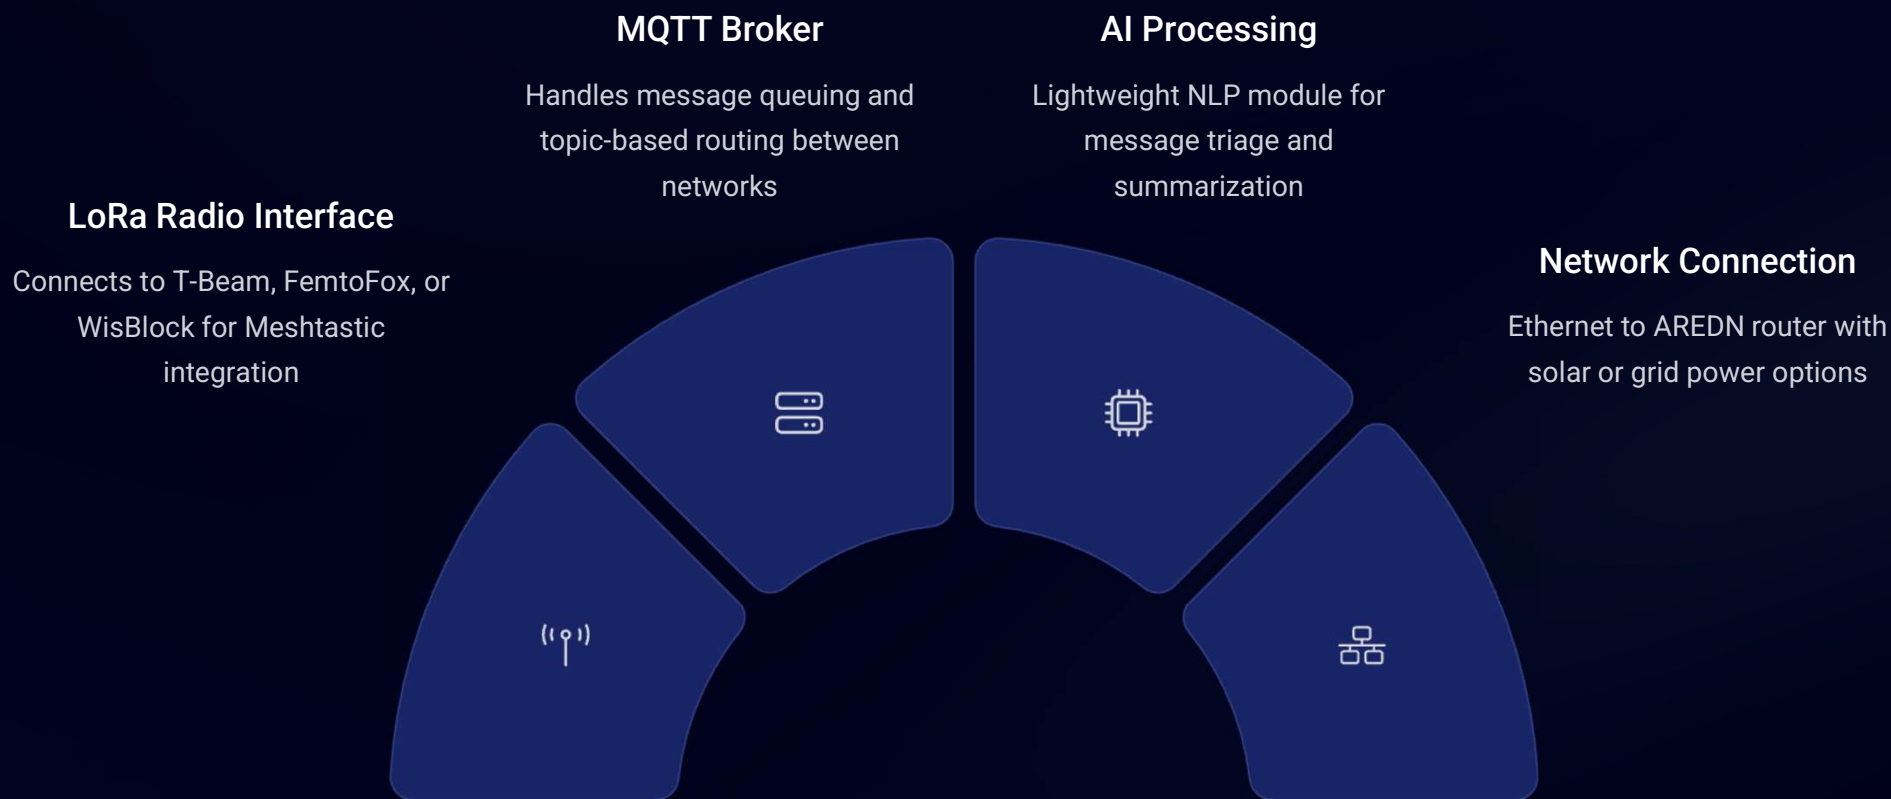 LoRa Radio Interface
Connects to T-Beam, FemtoFox, or
WisBlock for Meshtastic
integration
MQTT Broker
Handles message queuing and
topic-based routing between
networks
AI Processing
Lightweight NLP module for
message triage and
summarization
Network Connection
Ethernet to AREDN router with
solar or grid power options